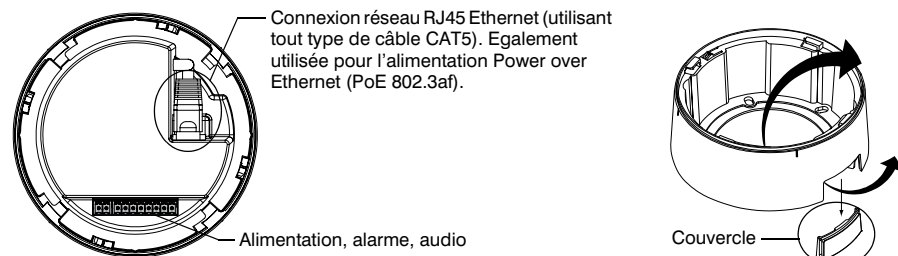 Connexion réseau RJ45 Ethernet (utilisant
tout type de câble CAT5). Egalement
utilisée pour l'alimentation Power over
Ethernet (PoE 802.3af).
Alimentation, alarme, audio
Couvercle